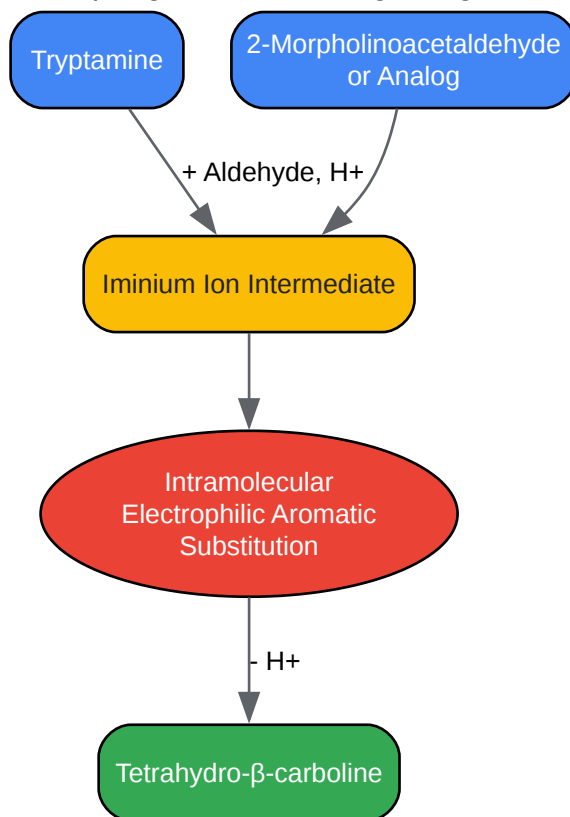 Tryptamine
2-Morpholinoacetaldehyde
or Analog
+ Aldehyde, H+
Iminium Ion Intermediate
Intramolecular
Electrophilic Aromatic
Substitution
- H+
Tetrahydro-β-carboline